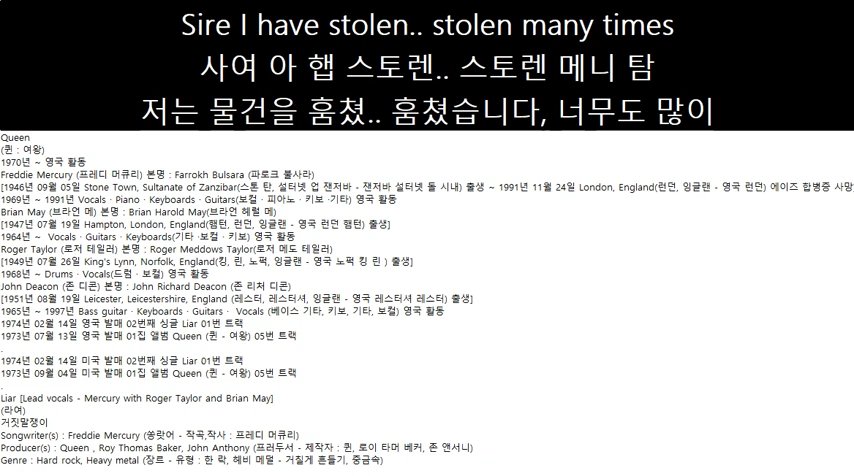 Sire I have stolen.. stolen many times
사여 아 햅 스토렌.. 스토렌 메니 탐
저는 물건을 훔쳤.. 훔쳤습니다, 너무도 많이
Queen
(퀸 : 여왕)
1970년 ~ 영국 활동
Freddie Mercury (프레디 머큐리) 본명 : Farrokh Bulsara (파로크 불사라)
[1946년 09월 05일 Stone Town, Sultanate of Zanzibar(스톤 탄, 설터넷 업 잰저바 - 잰저바 설터넷 돌 시내) 출생 ~ 1991년 11월 24일 London, England(런던, 잉글랜 - 영국 런던) 에이즈 합병증 사망
1969년 ~ 1991년 Vocals · Piano · Keyboards · Guitars(보컬 · 피아노 · 키보 ·기타) 영국 활동
Brian May (브라언 메) 본명 : Brian Harold May(브라언 헤럴 메)
[1947년 07월 19일 Hampton, London, England(햄턴, 런던, 잉글랜 - 영국 런던 햄턴) 출생]
1964년 ~  Vocals · Guitars · Keyboards(기타 ·보컬 · 키보) 영국 활동
Roger Taylor (로저 테일러) 본명 : Roger Meddows Taylor(로저 메도 테일러)
[1949년 07월 26일 King's Lynn, Norfolk, England(킹, 린, 노퍽, 잉글랜 - 영국 노퍽 킹 린 ) 출생]
1968년 ~ Drums · Vocals(드럼 · 보컬) 영국 활동
John Deacon (존 디콘) 본명 : John Richard Deacon (존 리처 디콘)
[1951년 08월 19일 Leicester, Leicestershire, England (레스터, 레스터셔, 잉글랜 - 영국 레스터셔 레스터) 출생]
1965년 ~ 1997년 Bass guitar · Keyboards · Guitars ·  Vocals (베이스 기타, 키보, 기타, 보컬) 영국 활동
1974년 02월 14일 영국 발매 02번째 싱글 Liar 01번 트랙
1973년 07월 13일 영국 발매 01집 앨범 Queen (퀸 - 여왕) 05번 트랙
.
1974년 02월 14일 미국 발매 02번째 싱글 Liar 01번 트랙
1973년 09월 04일 미국 발매 01집 앨범 Queen (퀸 - 여왕) 05번 트랙
.
Liar [Lead vocals - Mercury with Roger Taylor and Brian May]
(라여)
거짓말쟁이
Songwriter(s) : Freddie Mercury (쏭랏어 - 작곡,작사 : 프레디 머큐리)
Producer(s) : Queen , Roy Thomas Baker, John Anthony (프러두서 - 제작자 : 퀸, 로이 타머 베커, 존 앤서니)
Genre : Hard rock, Heavy metal (장르 - 유형 : 한 락, 헤비 메멀 - 거칠게 흔들기, 중금속)